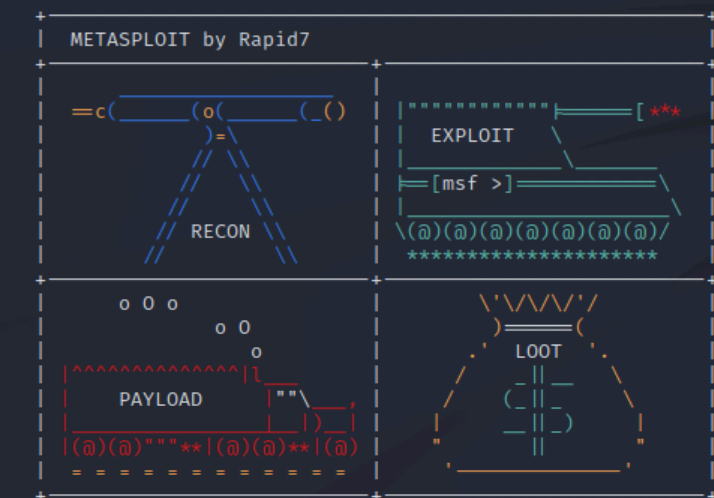 METASPLOIT by Rapid7
EXPLOIT
[msf >]
RECON
PAYLOAD
LOOT